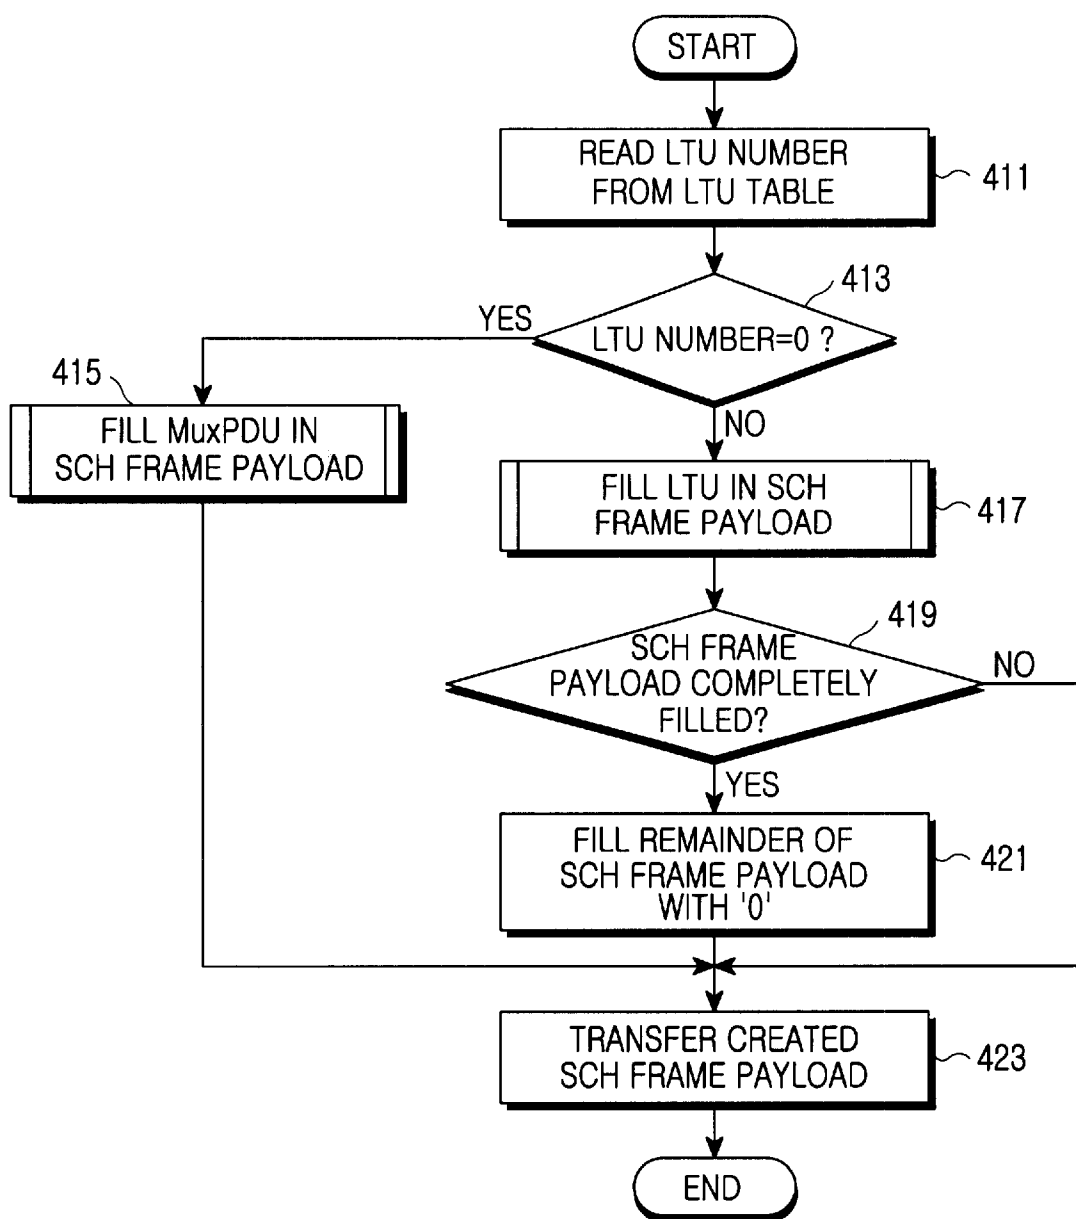 START
READ LTU NUMBER
FROM LTU TABLE
411
413
LTU NUMBER=0 ?
YES
415
FILL MuxPDU IN
SCH FRAME PAYLOAD
NO
FILL LTU IN SCH
FRAME PAYLOAD
417
419
SCH FRAME
PAYLOAD COMPLETELY
FILLED?
NO
YES
FILL REMAINDER OF
SCH FRAME PAYLOAD
WITH '0'
421
TRANSFER CREATED
SCH FRAME PAYLOAD
423
END